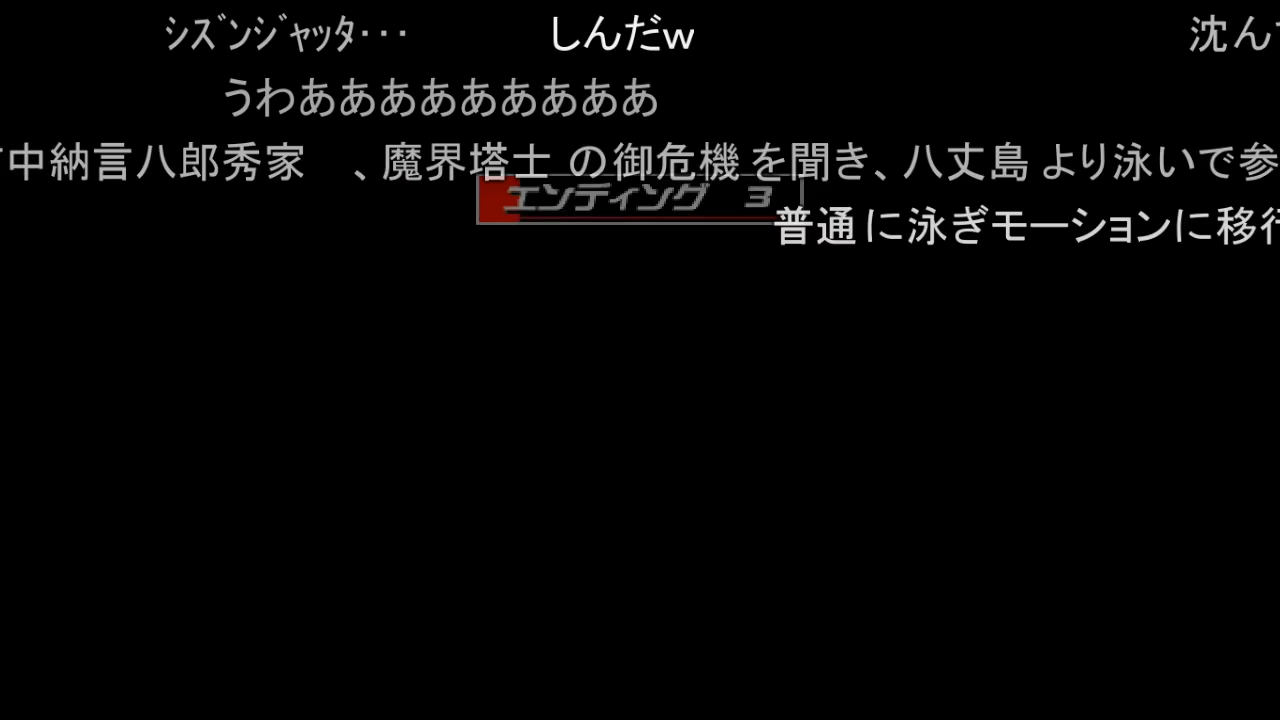 ｼｽﾞﾝｼﾞｬｯﾀ･･･ しんだw 沈ん
うわあああああああああ
中納言八郎秀家　、魔界塔士 の御危機 を聞き、八丈島 より泳いで参
エンディング　3
普通 に泳ぎモーションに移行